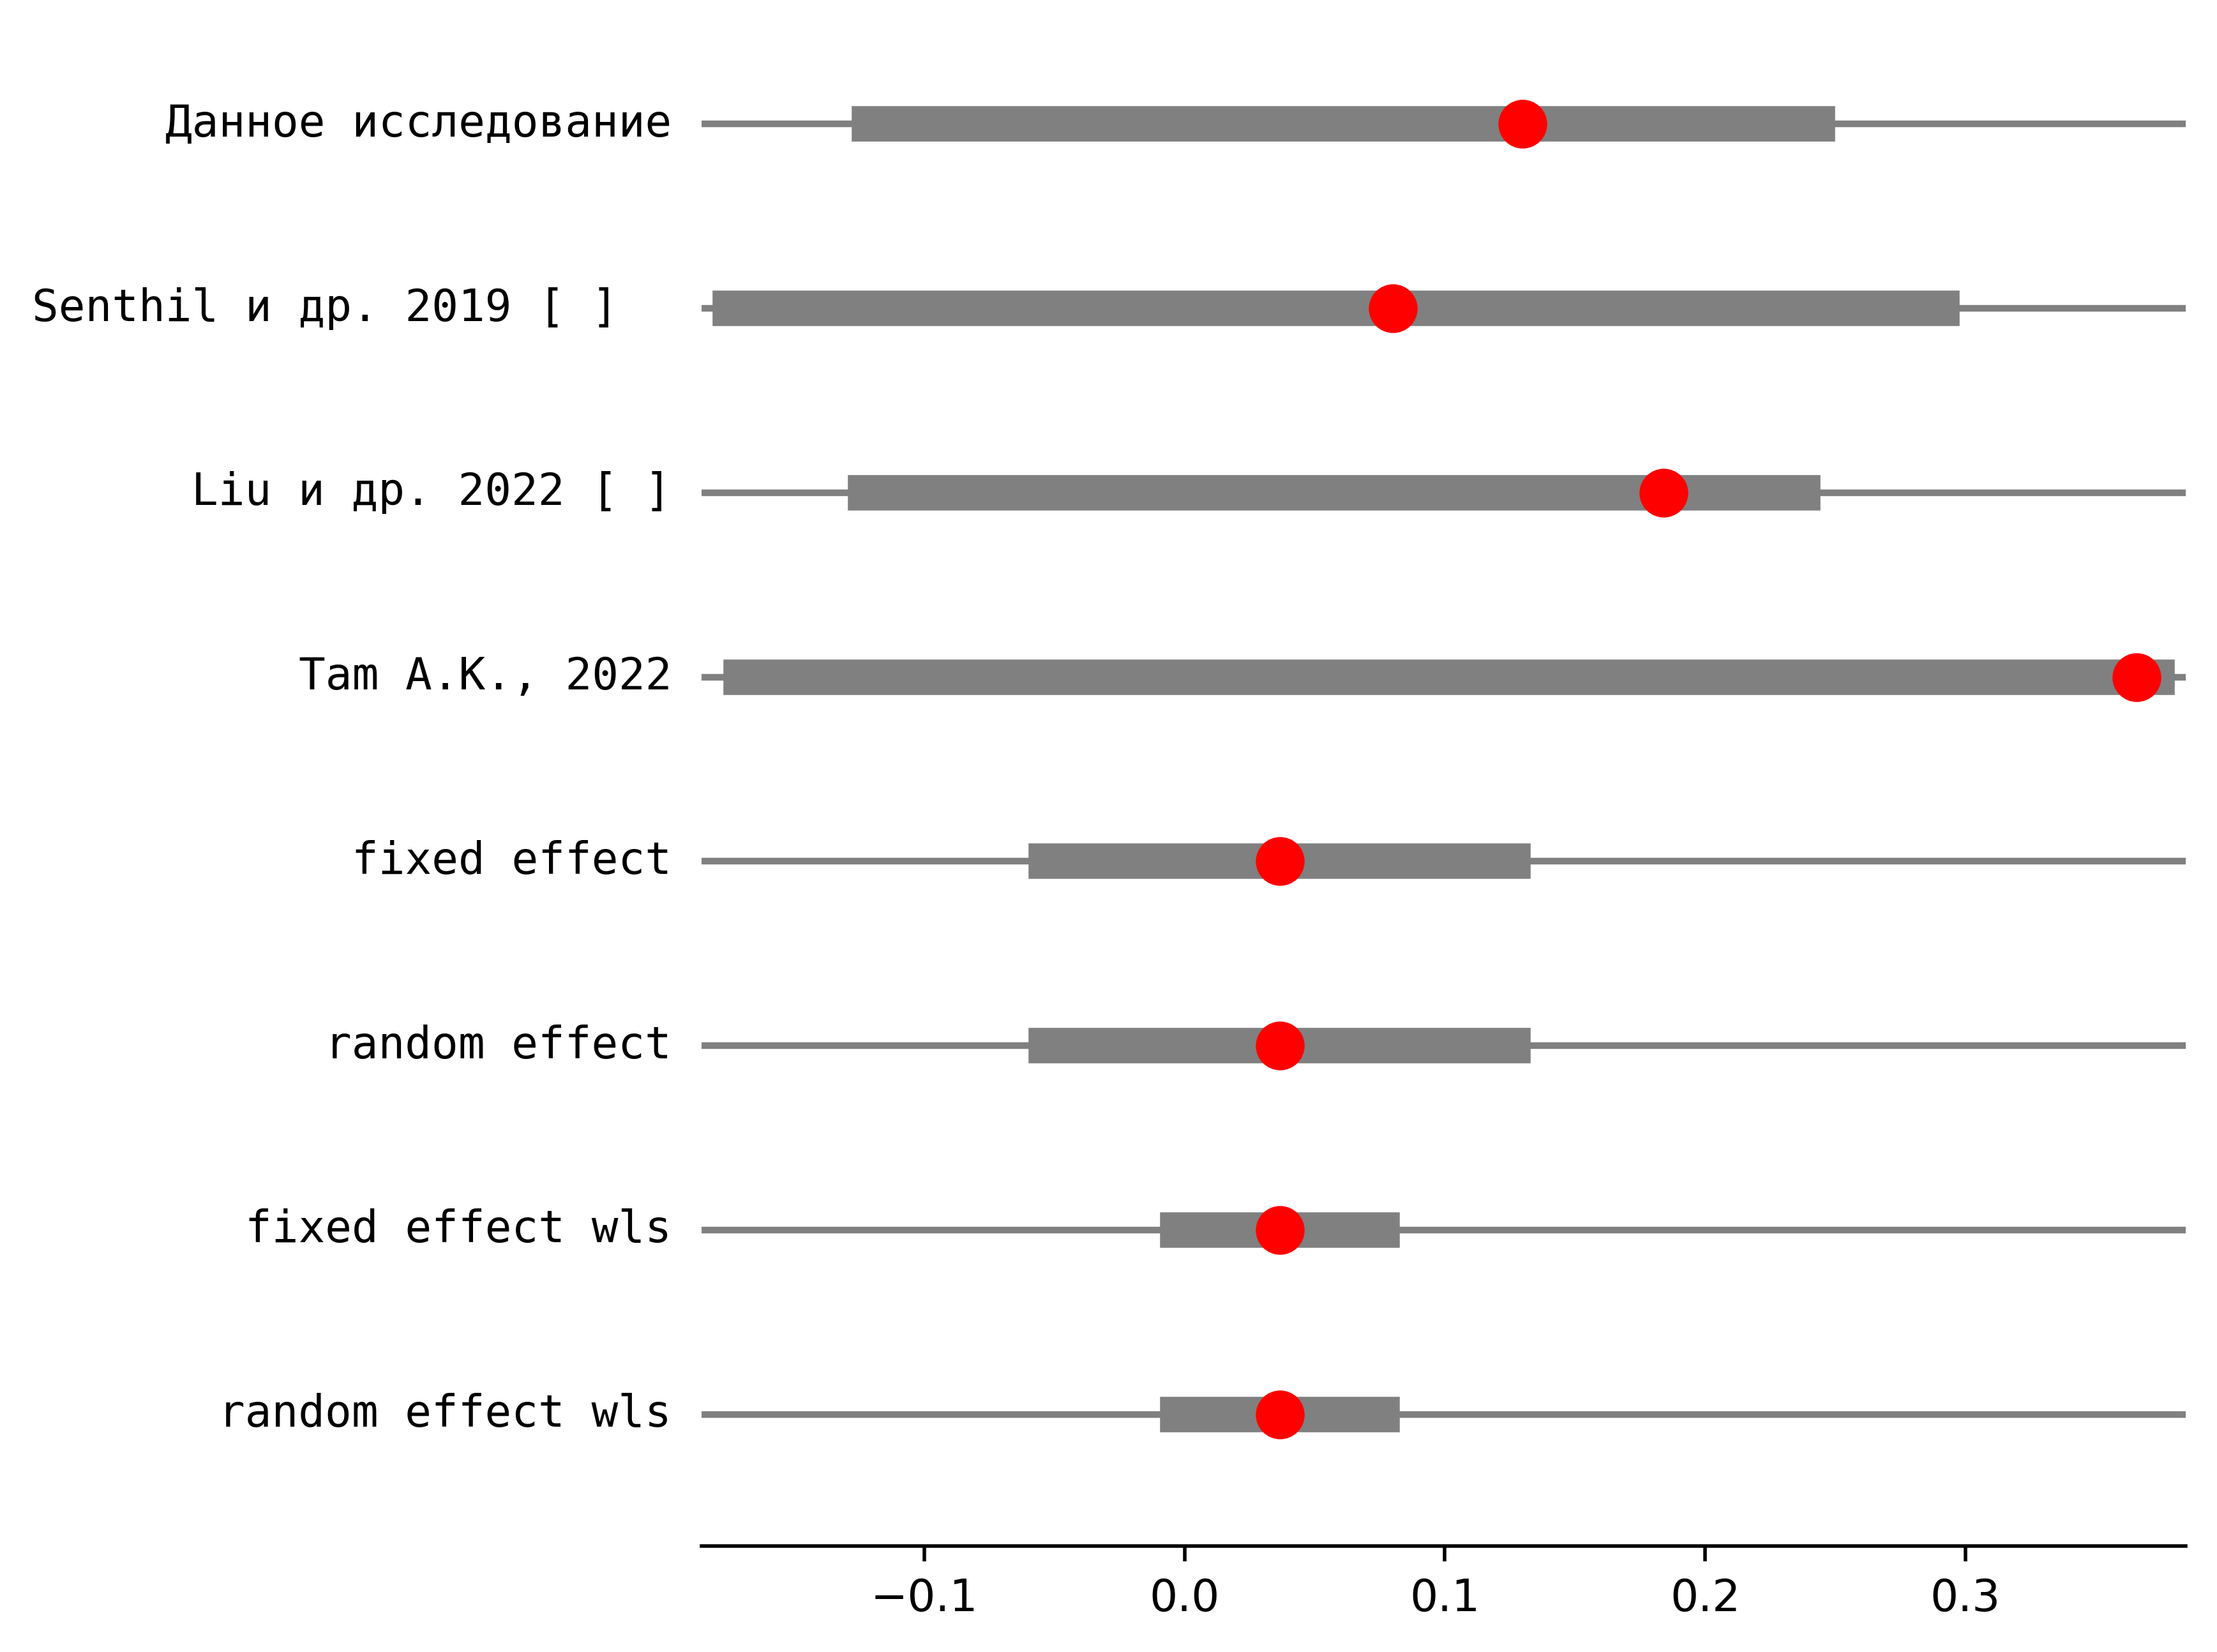 Данное исследование
Senthil и др. 2019 [ ]
Liu и др. 2022 [ ]
Tam A.K., 2022
fixed effect
random effect
fixed effect wls
random effect wls
−0.1 0.0 0.1 0.2 0.3